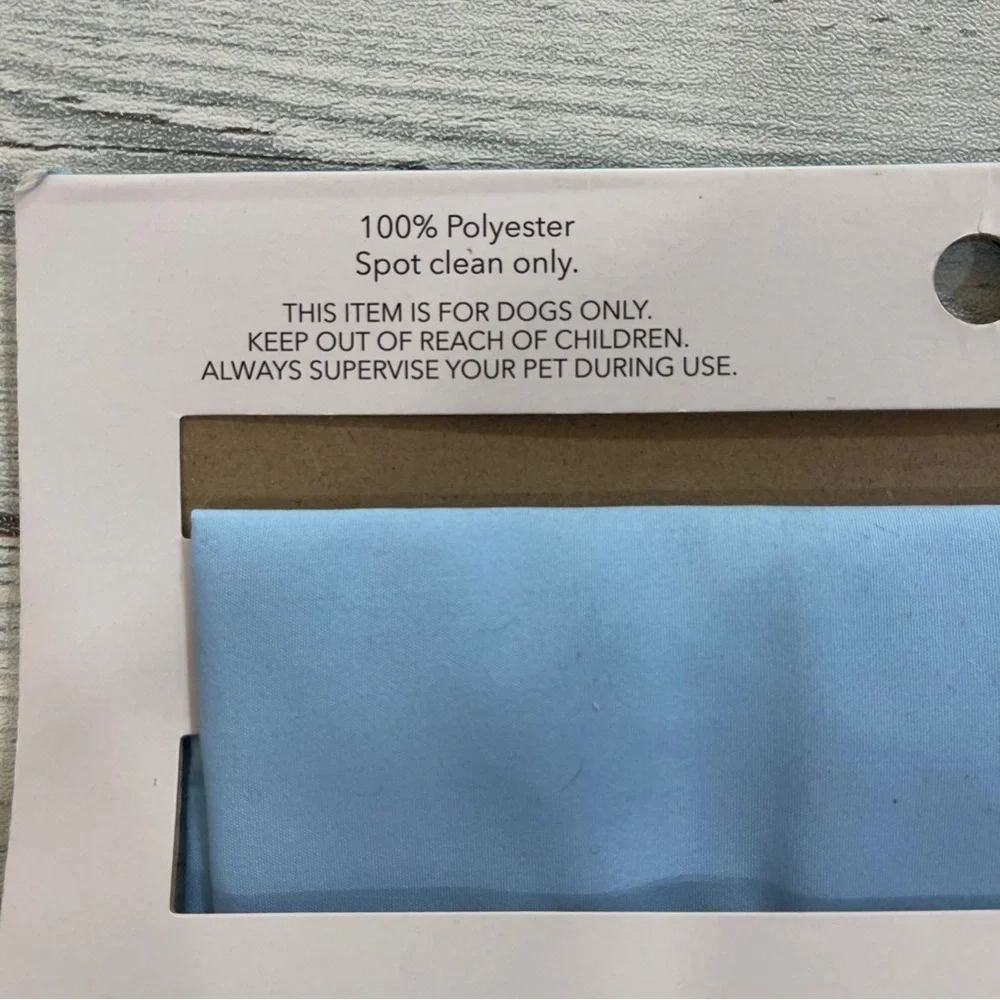 100% Polyester
Spot clean only.
THIS ITEM IS FOR DOGS ONLY.
KEEP OUT OF REACH OF CHILDREN.
ALWAYS SUPERVISE YOUR PET DURING USE.